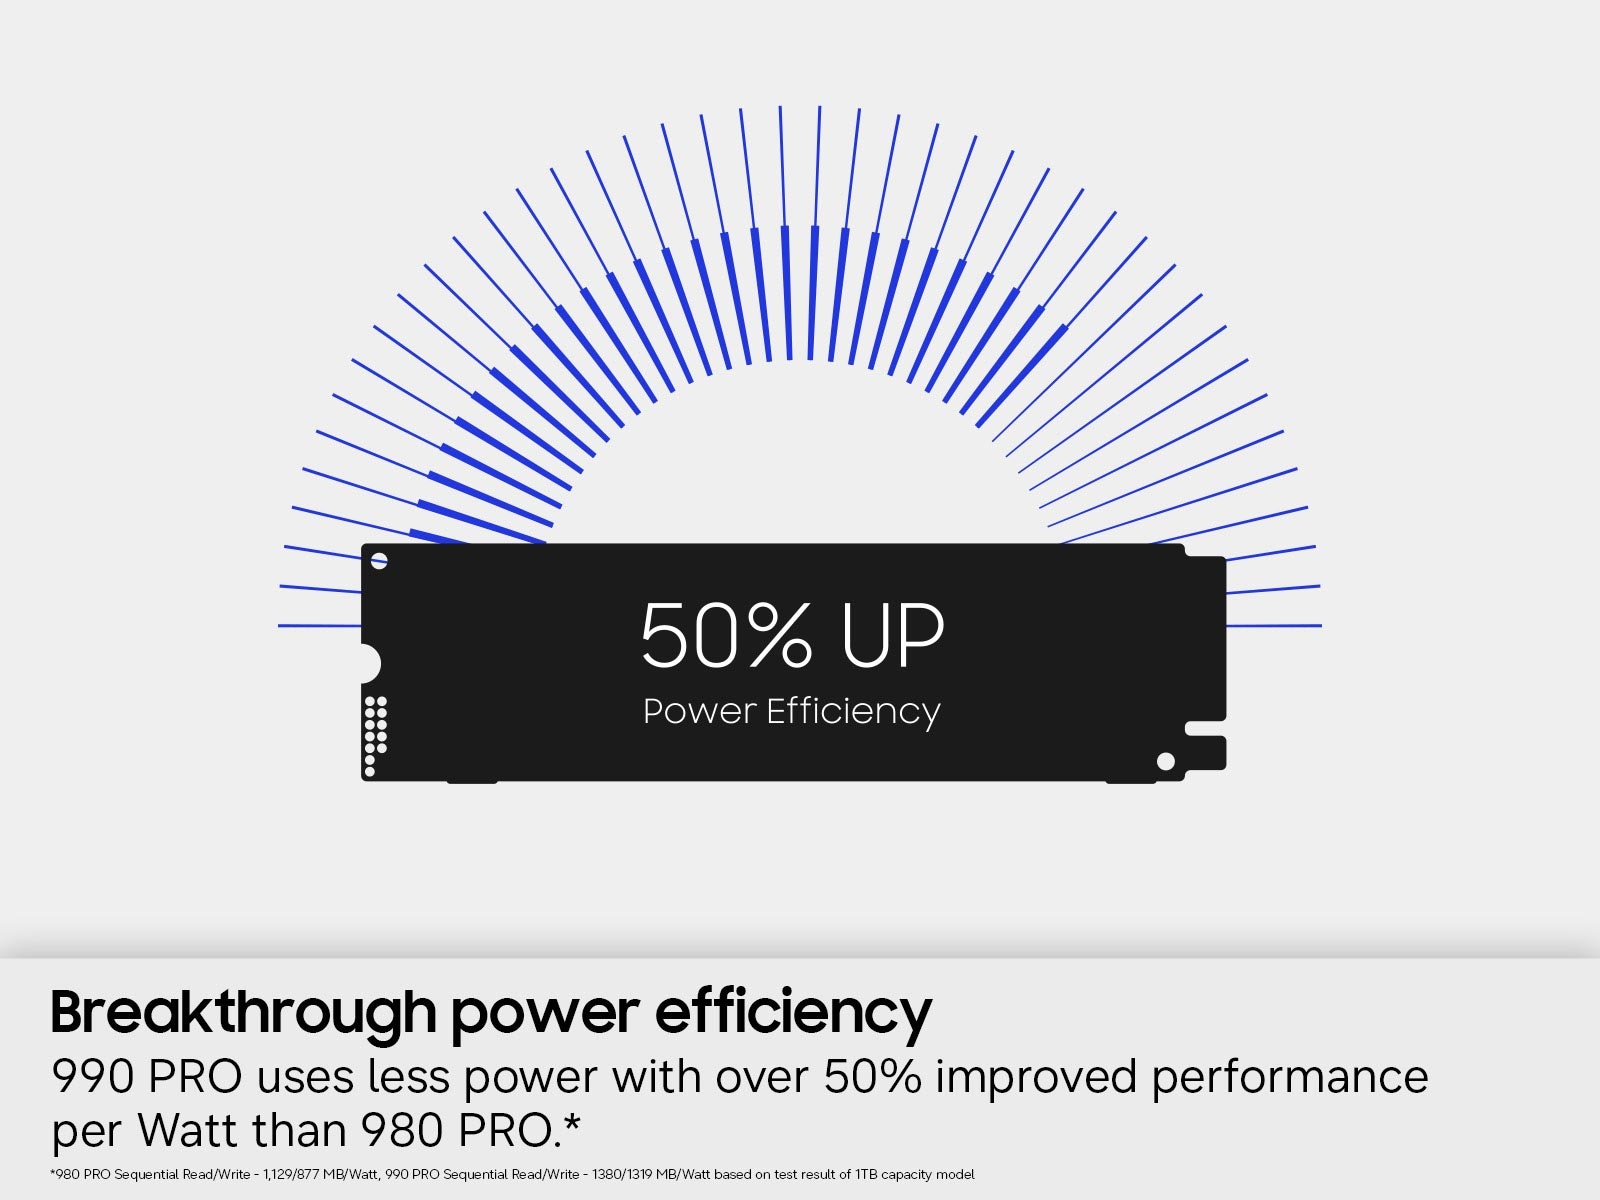 50% UP
Power Efficiency
Breakthrough power efficiency
990 PRO uses less power with over 50% improved performance
per Watt than 980 PRO.*
*980 PRO Sequential Read/Write - 1,129/877 MB/Watt, 990 PRO Sequential Read/Write - 1380/1319 MB/Watt based on test result of 1TB capacity model